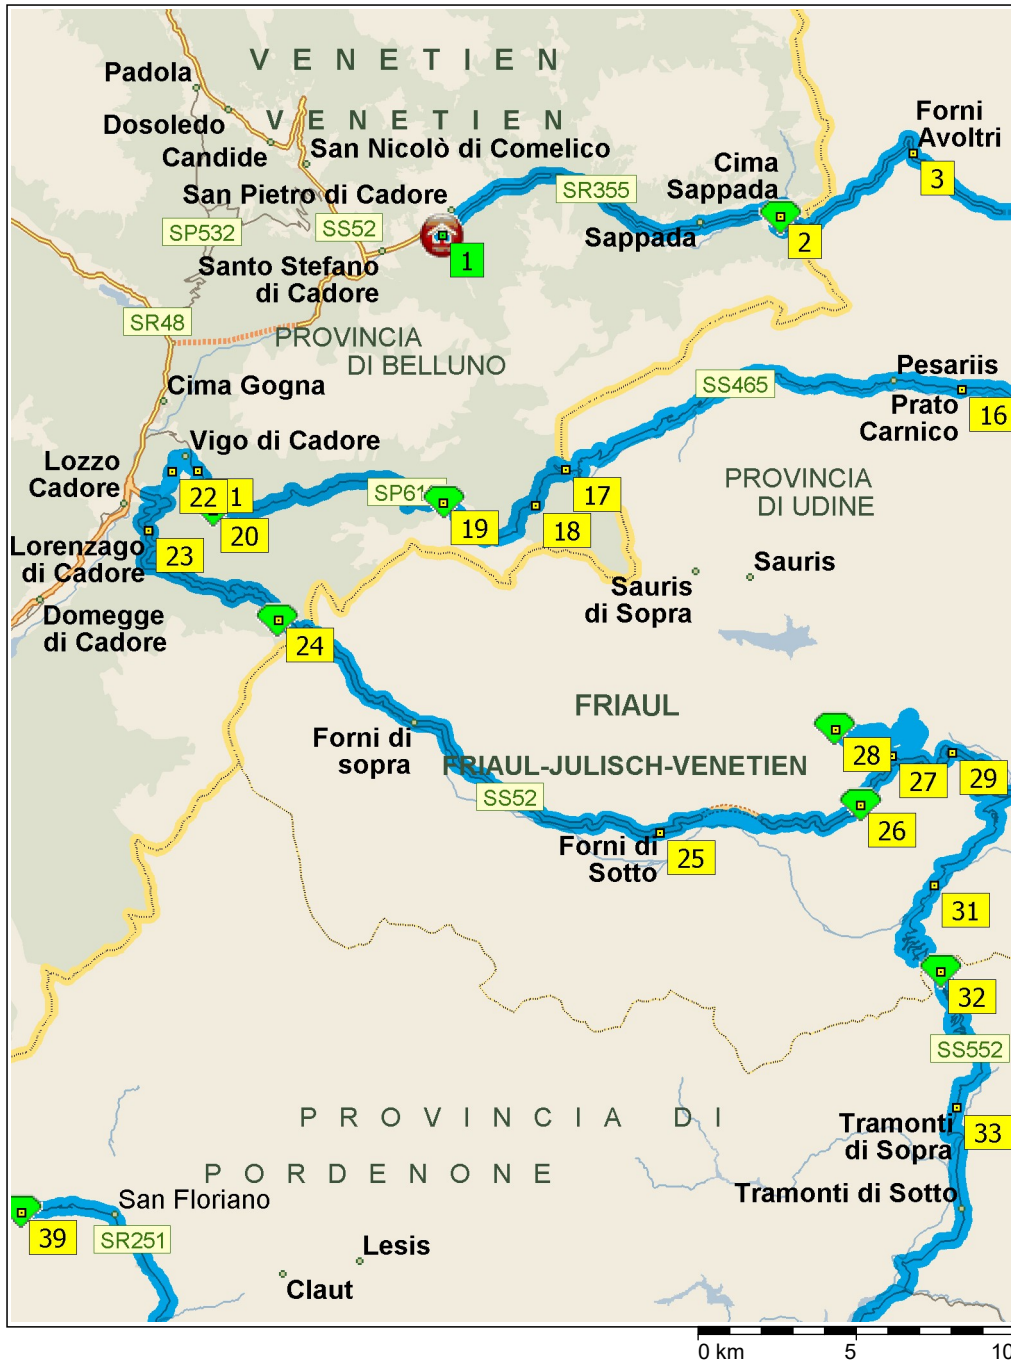 V E N E T I E N
Padola
Dosoledo
V E N E T I E N
Candide
San Nicolò di Comelico
Forni
Avoltri
Cima
Sappada
3
San Pietro di Cadore
SR355
SP532
SS52
Sappada
2
1
Santo Stefano
di Cadore
SR48
PROVINCIA
DI BELLUNO
Cima Gogna
SS465
Pesariis
Prato
Carnico
16
Vigo di Cadore
Lozzo
Cadore
22
1
SP61
17
PROVINCIA
DI UDINE
20
19
18
Lorenzago
di Cadore
23
Sauris
Sauris
di Sopra
Domegge
di Cadore
24
FRIAUL
Forni di
sopra
FRIAUL-JULISCH-VENETIEN
28
27
29
SS52
26
Forni di
Sotto
25
31
32
SS552
P R O V I N C I A D I
Tramonti
di Sopra
33
P O R D E N O N E
San Floriano
Tramonti di Sotto
39
SR251
Lesis
Claut
0 km
5
10